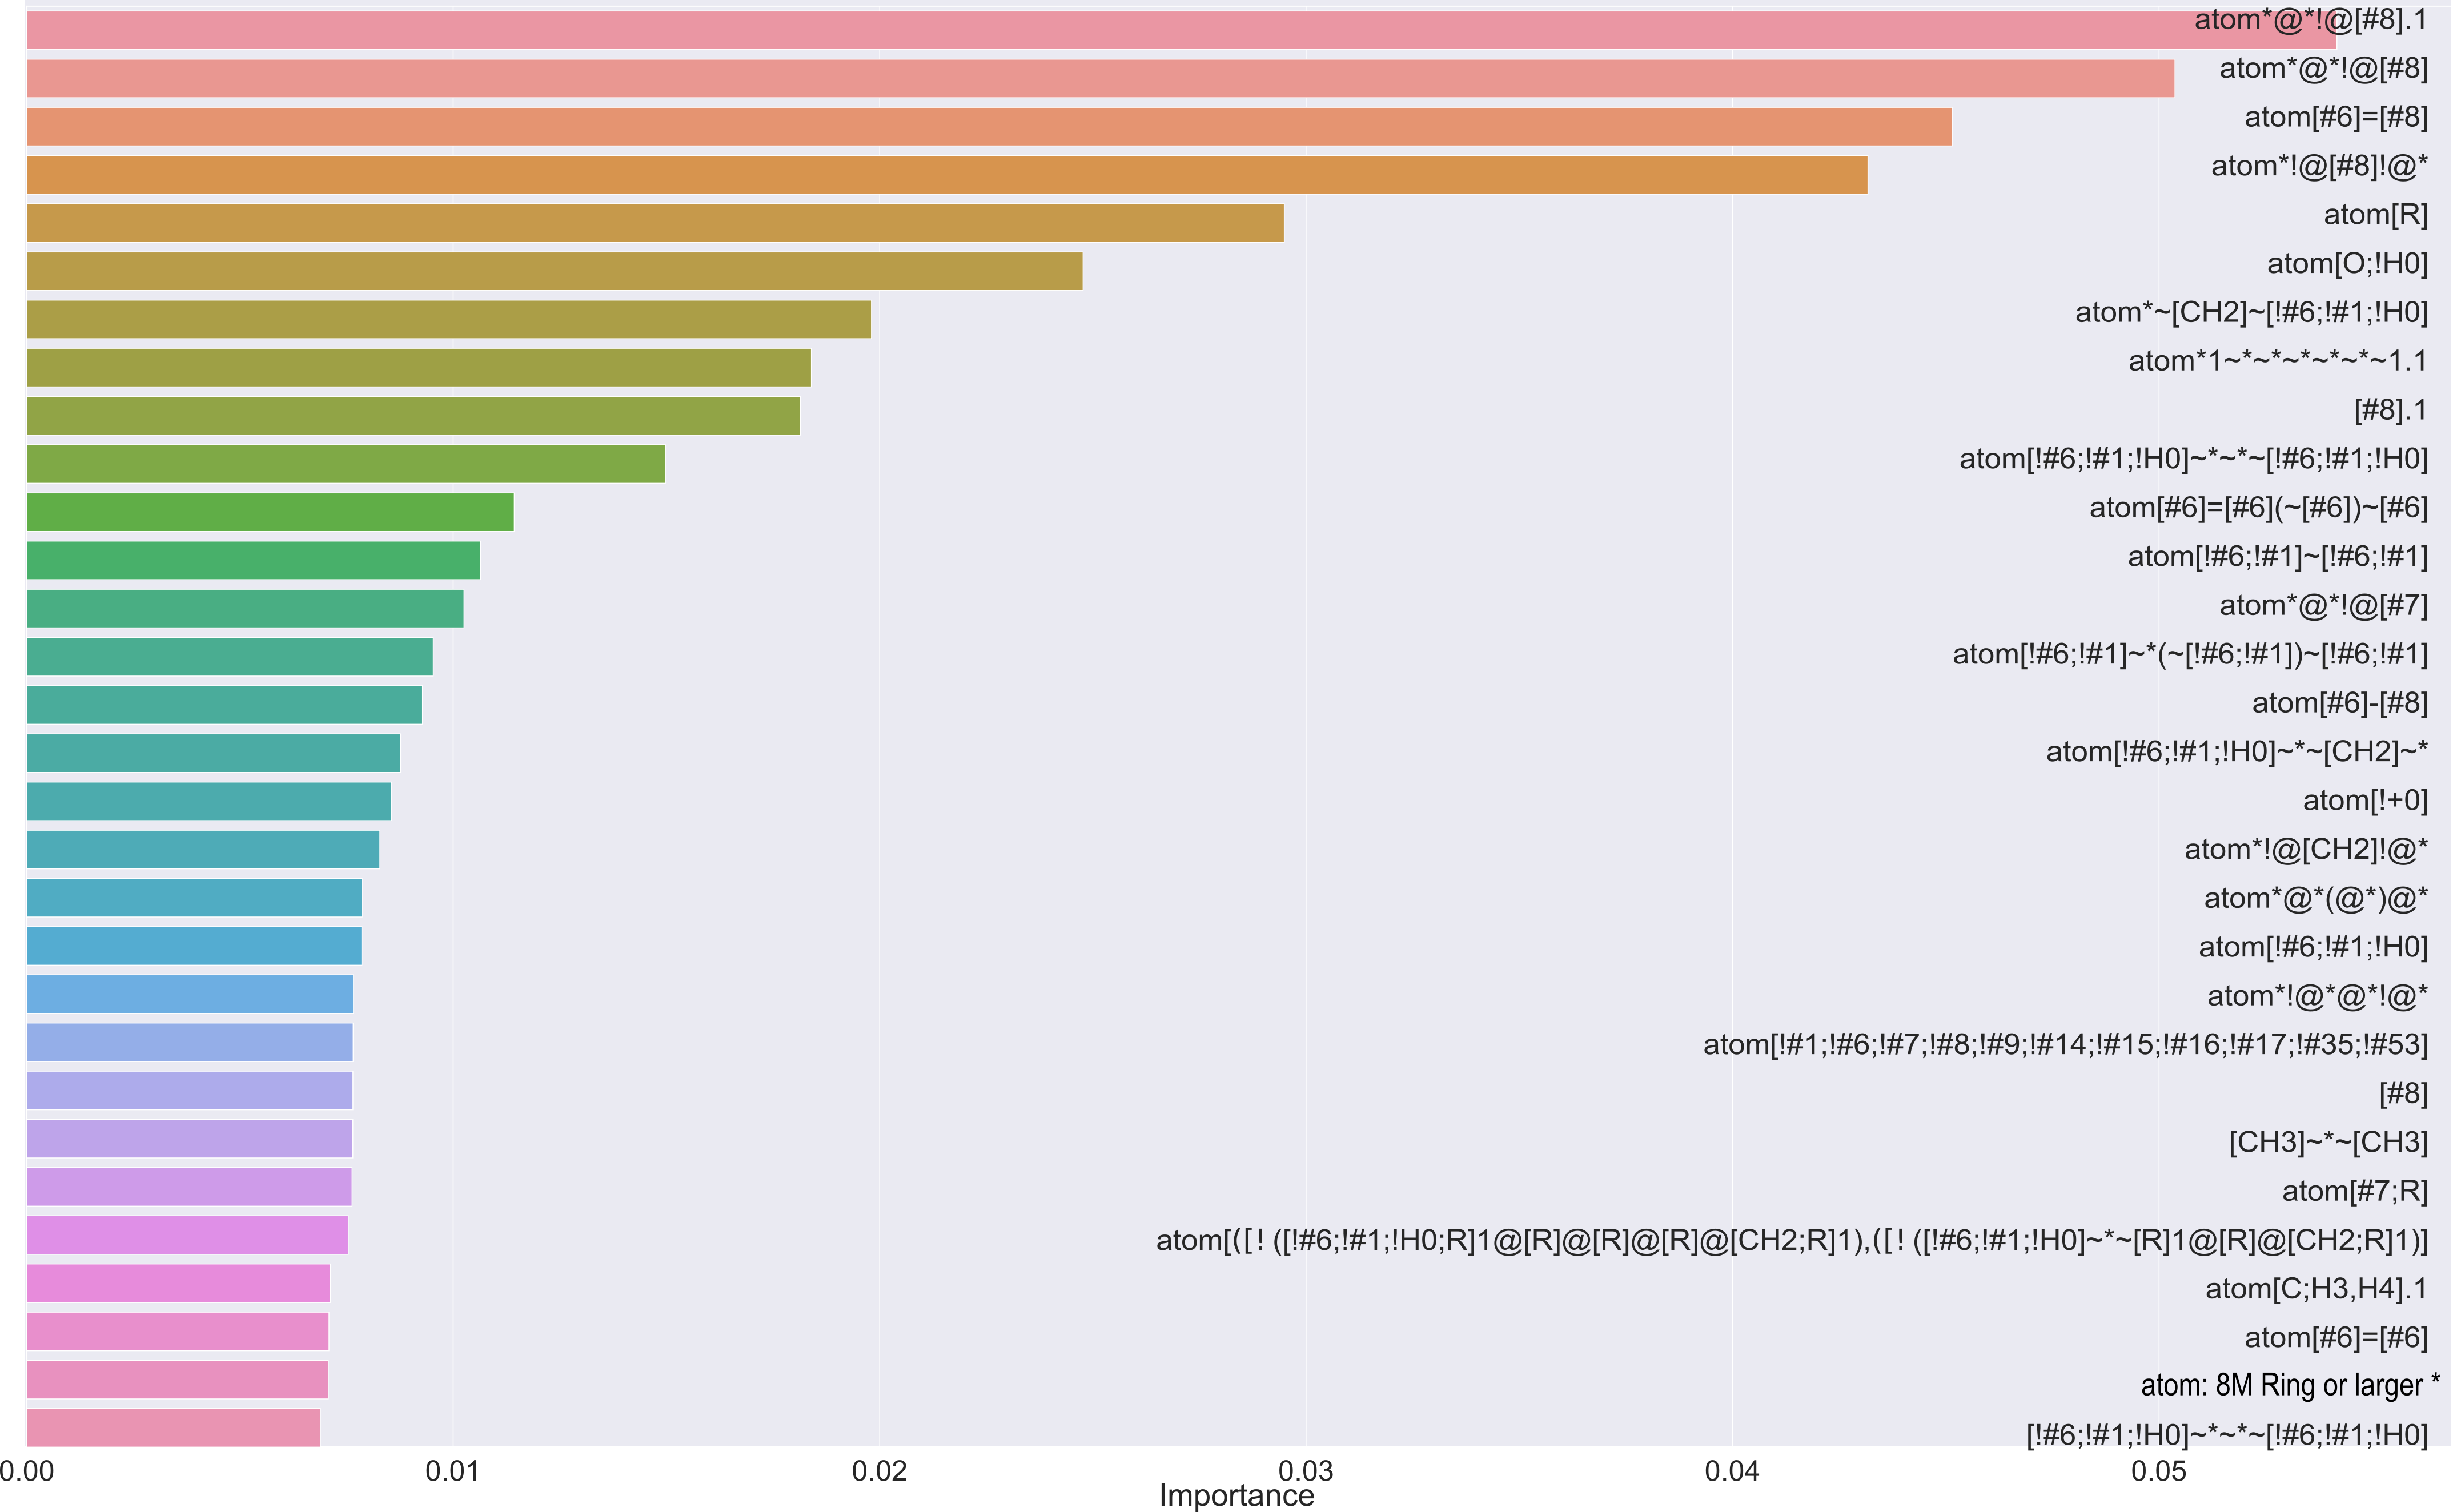 atom*@*!@[#8].1
atom*@*!@[#8]
atom[#6]=[#8]
atom*!@[#8]!@*
atom[R]
atom[O;!H0]
atom*~[CH2]~[!#6;!#1;!H0]
atom*1~*~*~*~*~*~1.1
[#8].1
atom[!#6;!#1;!H0]~*~*~[!#6;!#1;!H0]
atom[#6]=[#6](~[#6])~[#6]
atom[!#6;!#1]~[!#6;!#1]
atom*@*!@[#7]
atom[!#6;!#1]~*(~[!#6;!#1])~[!#6;!#1]
atom[#6]-[#8]
atom[!#6;!#1;!H0]~*~[CH2]~*
atom[!+0]
atom*!@[CH2]!@*
atom*@*(@*)@*
atom[!#6;!#1;!H0]
atom*!@*@*!@*
atom[!#1;!#6;!#7;!#8;!#9;!#14;!#15;!#16;!#17;!#35;!#53]
[#8]
[CH3]~*~[CH3]
atom[#7;R]
atom[([!([!#6;!#1;!H0;R]1@[R]@[R]@[R]@[CH2;R]1),([!([!#6;!#1;!H0]~*~[R]1@[R]@[CH2;R]1)]
atom[C;H3,H4].1
atom[#6]=[#6]
atom: 8M Ring or larger *
[!#6;!#1;!H0]~*~*~[!#6;!#1;!H0]
0.00 0.01 0.02 0.03 0.04 0.05
Importance